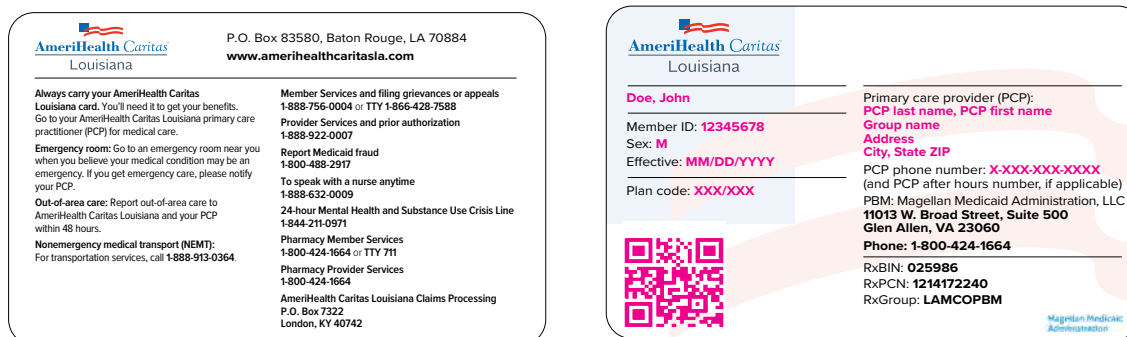 AmeriHealth Caritas
Louisiana
P.O. Box 83580, Baton Rouge, LA 70884
www.amerihealthcaritasla.com
Always carry your AmeriHealth Caritas
Louisiana card. You'll need it to get your benefits.
Go to your AmeriHealth Caritas Louisiana primary care
practitioner (PCP) for medical care.
Emergency room: Go to an emergency room near you
when you believe your medical condition may be an
emergency. If you get emergency care, please notify
your PCP.
Out-of-area care: Report out-of-area care to
AmeriHealth Caritas Louisiana and your PCP
within 48 hours.
Nonemergency medical transport (NEMT):
For transportation services, call 1-888-913-0364.
Member Services and filing grievances or appeals
1-888-756-0004 or TTY 1-866-428-7588
Provider Services and prior authorization
1-888-922-0007
Report Medicaid fraud
1-800-488-2917
To speak with a nurse anytime
1-888-632-0009
24-hour Mental Health and Substance Use Crisis Line
1-844-211-0971
Pharmacy Member Services
1-800-424-1664 or TTY 711
Pharmacy Provider Services
1-800-424-1664
AmeriHealth Caritas Louisiana Claims Processing
P.O. Box 7322
London, KY 40742
AmeriHealth Caritas
Louisiana
Doe, John
Member ID: 12345678
Sex: M
Effective: MM/DD/YYYY
Plan code: XXX/XXX
Primary care provider (PCP):
PCP last name, PCP first name
Group name
Address
City, State ZIP
PCP phone number: X-XXX-XXX-XXXX
(and PCP after hours number, if applicable)
PBM: Magellan Medicaid Administration, LLC
11013 W. Broad Street, Suite 500
Glen Allen, VA 23060
Phone: 1-800-424-1664
RxBIN: 025986
RxPCN: 1214172240
RxGroup: LAMCOPBM
Magellan Medicaid
Administration